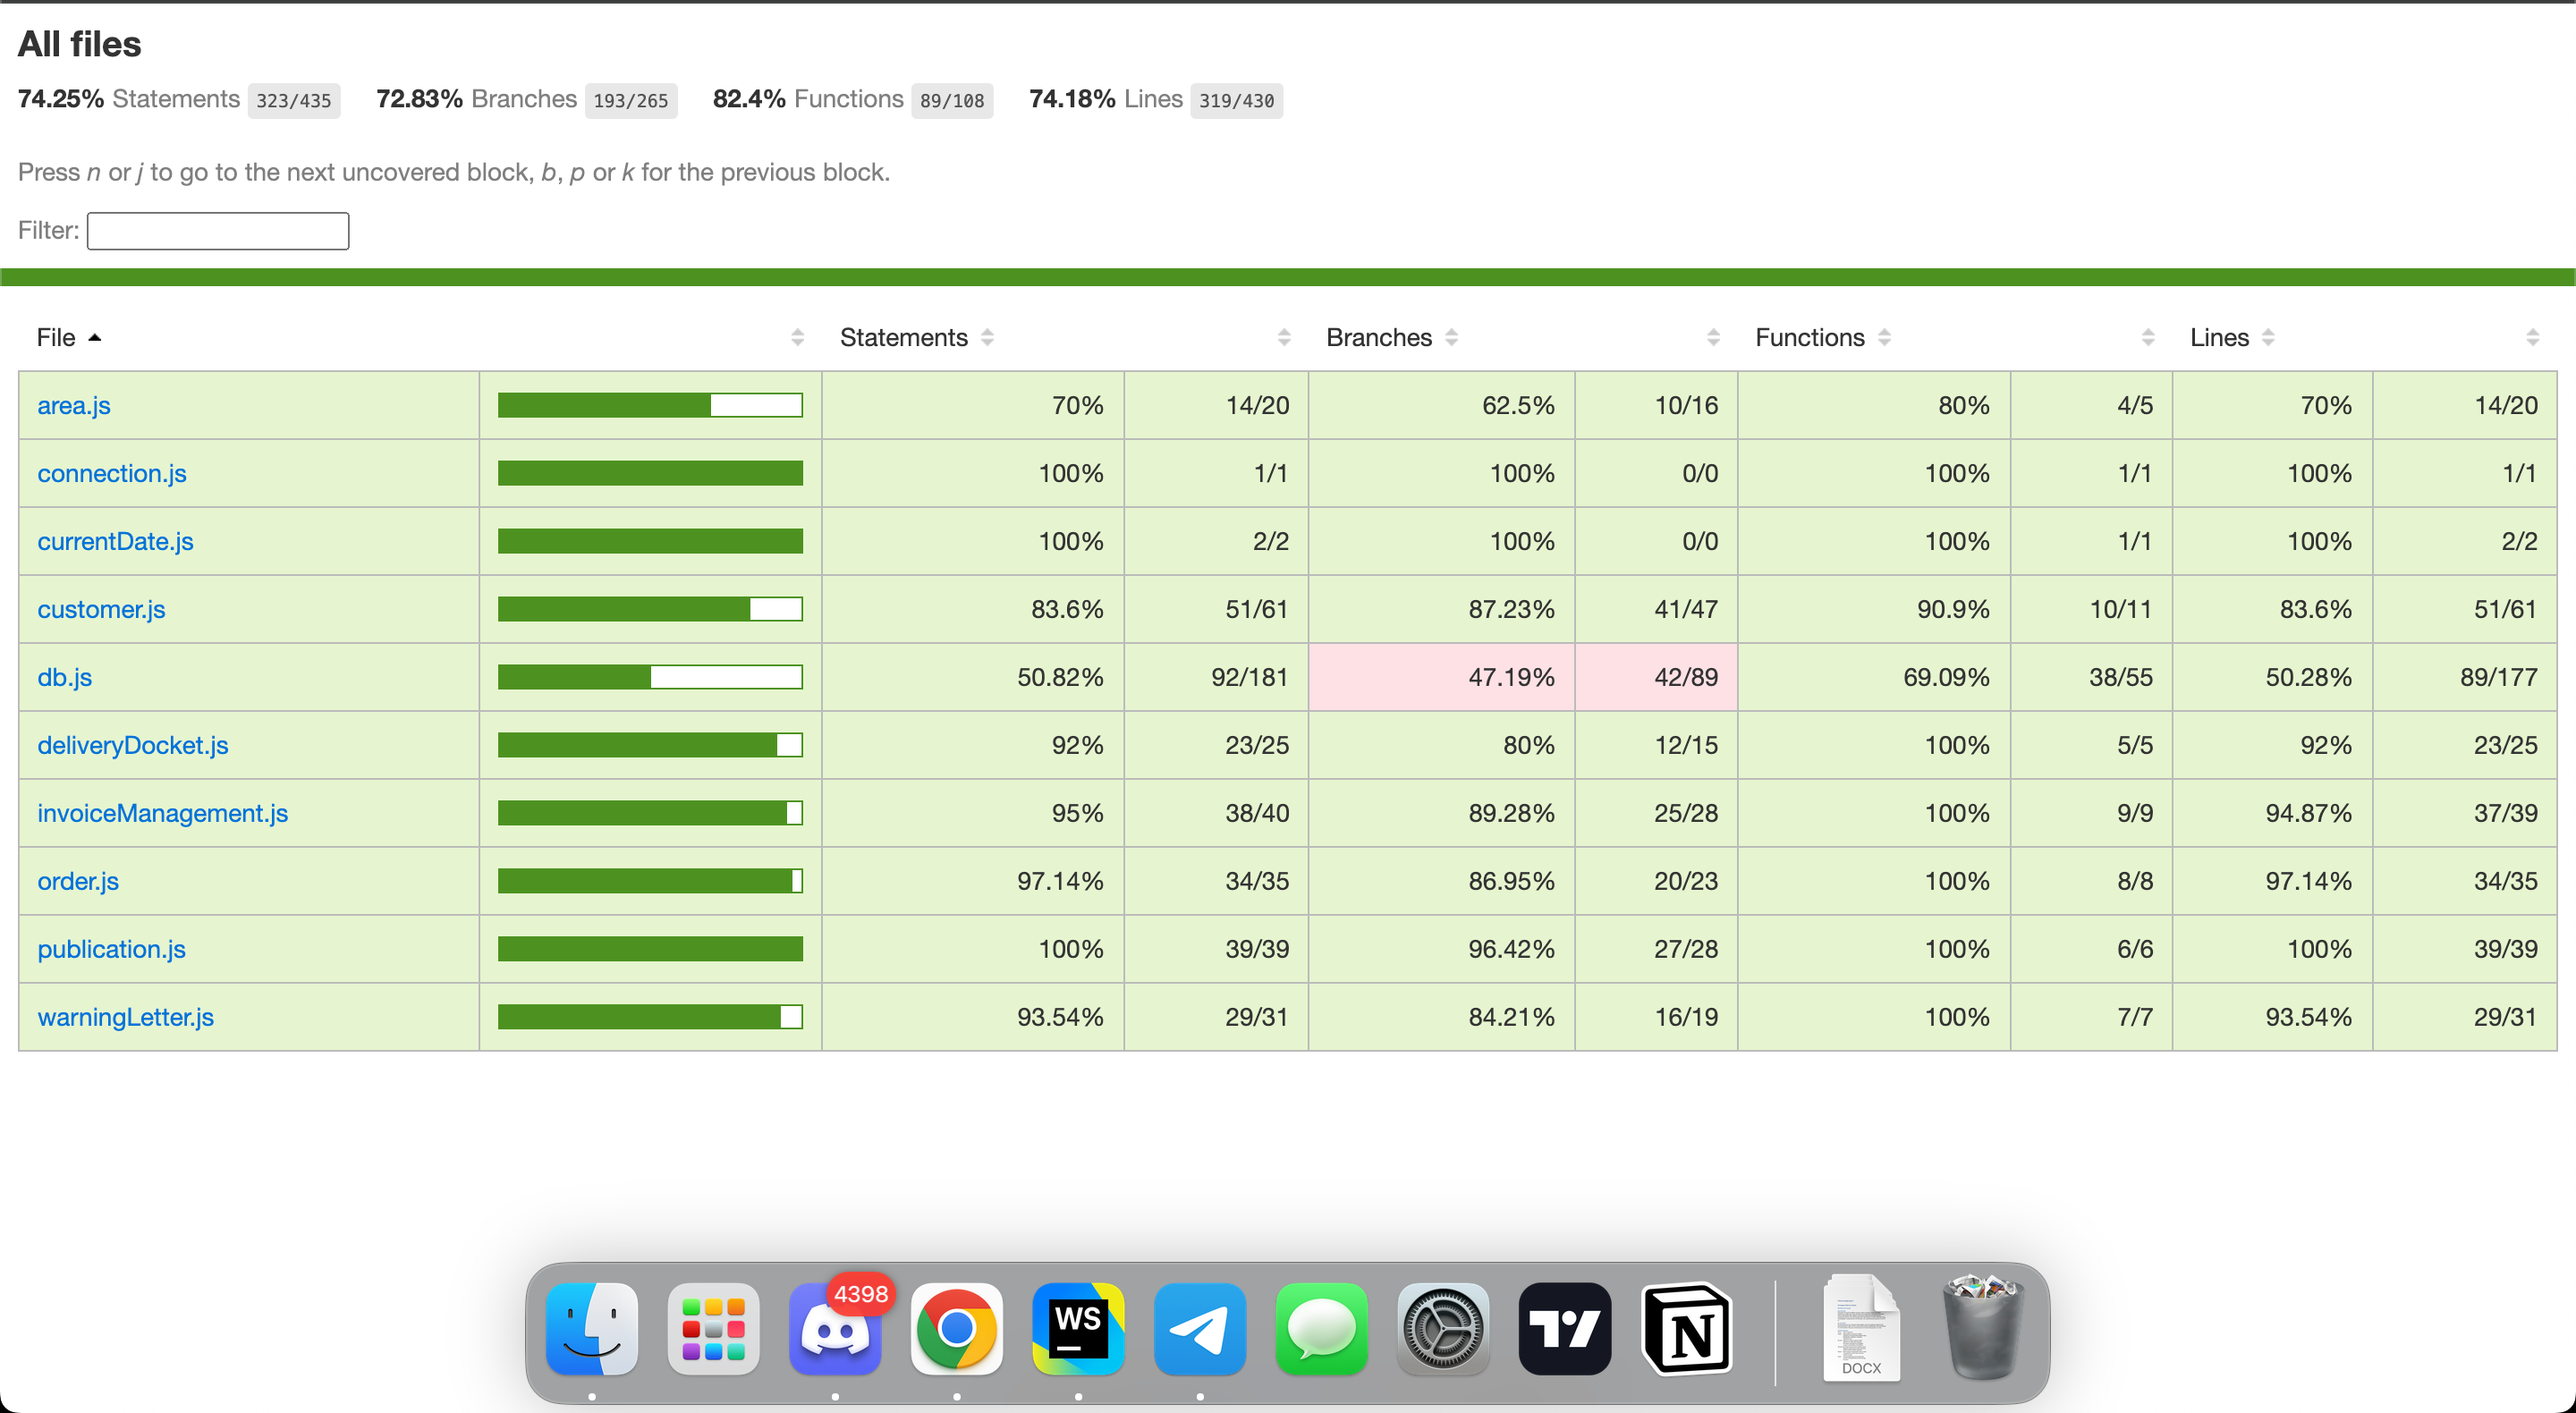 All files
74.25% Statements 323/435 72.83% Branches 193/265 82.4% Functions 89/108 74.18% Lines 319/430
Press n or j to go to the next uncovered block, b, p or k for the previous block.
Filter:
File Statements Branches Functions Lines
area.js 70% 14/20 62.5% 10/16 80% 4/5 70% 14/20
connection.js 100% 1/1 100% 0/0 100% 1/1 100% 1/1
currentDate.js 100% 2/2 100% 0/0 100% 1/1 100% 2/2
customer.js 83.6% 51/61 87.23% 41/47 90.9% 10/11 83.6% 51/61
db.js 50.82% 92/181 47.19% 42/89 69.09% 38/55 50.28% 89/177
deliveryDocket.js 92% 23/25 80% 12/15 100% 5/5 92% 23/25
invoiceManagement.js 95% 38/40 89.28% 25/28 100% 9/9 94.87% 37/39
order.js 97.14% 34/35 86.95% 20/23 100% 8/8 97.14% 34/35
publication.js 100% 39/39 96.42% 27/28 100% 6/6 100% 39/39
warningLetter.js 93.54% 29/31 84.21% 16/19 100% 7/7 93.54% 29/31
4398
WS
N
DOCX